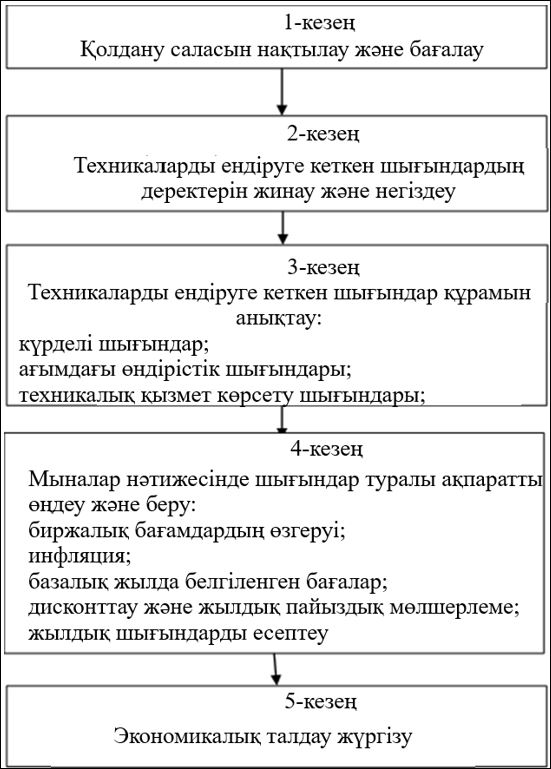 1-кезең
Қолдану саласын нақтылау және бағалау
2-кезең
Техникаларды ендіруге кеткен шығындардың
деректерін жинау және негіздеу
3-кезең
Техникаларды ендіруге кеткен шығындар құрамын
анықтау:
күрделі шығындар;
ағымдағы өндірістік шығындары;
техникалық қызмет көрсету шығындары;
4-кезең
Мыналар нәтижесінде шығындар туралы ақпаратты
өңдеу және беру:
биржалық бағамдардың өзгеруі;
инфляция;
базалық жылда белгіленген бағалар;
дисконттау және жылдық пайыздық мөлшерлеме;
жылдық шығындарды есептеу
5-кезең
Экономикалық талдау жүргізу